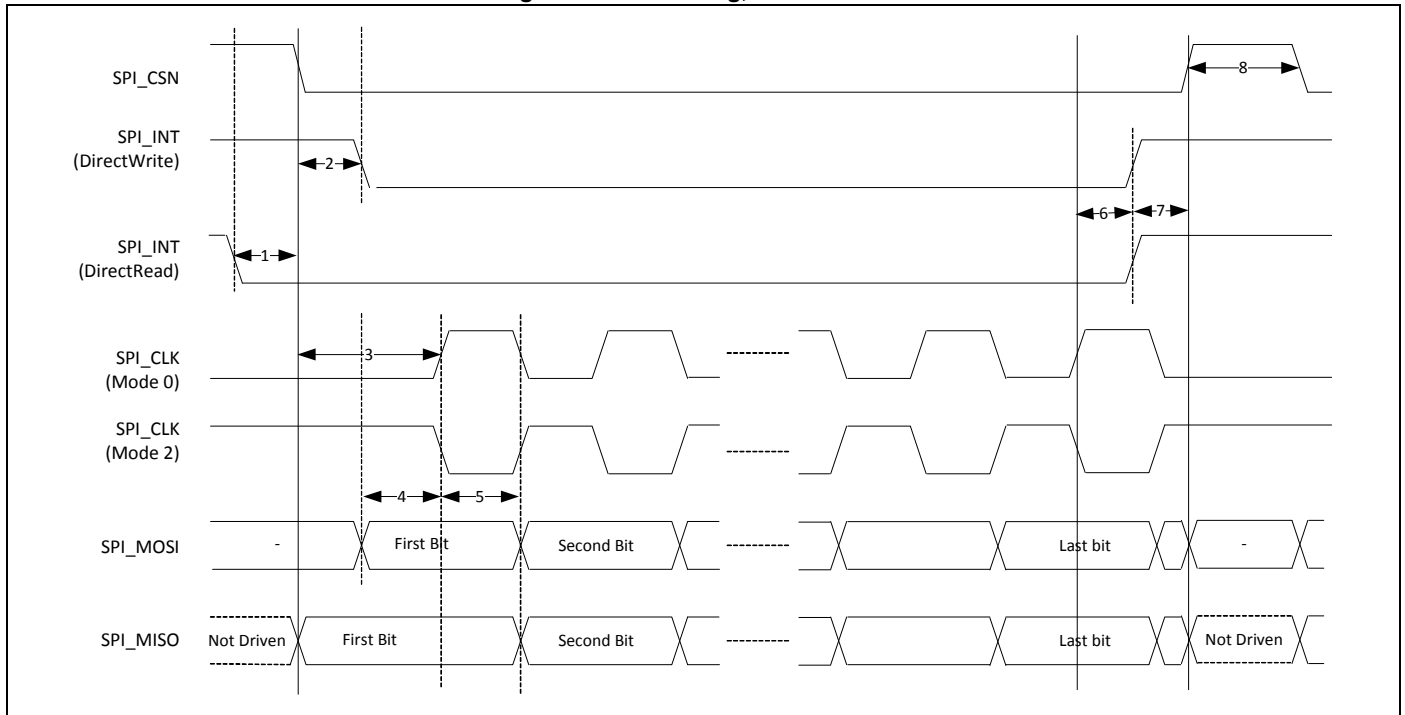 SPI_CSN
8
SPI_INT
(DirectWrite)
2
6
7
SPI_INT
(DirectRead)
1
SPI_CLK
(Mode 0)
3
SPI_CLK
(Mode 2)
4
5
SPI_MOSI
-
First Bit
Second Bit
Last bit
-
SPI_MISO
Not Driven
First Bit
Second Bit
Last bit
Not Driven